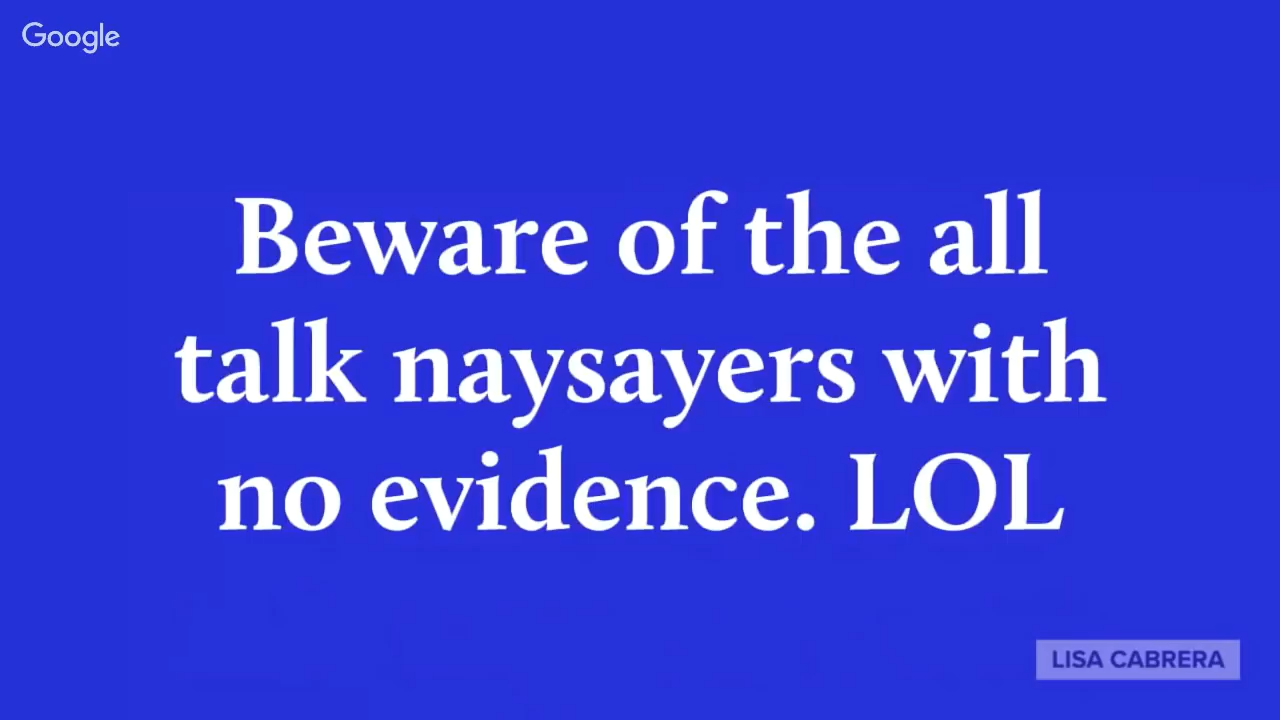 Google
Beware of the all
talk naysayers with
no evidence. LOL
LISA CABRERA